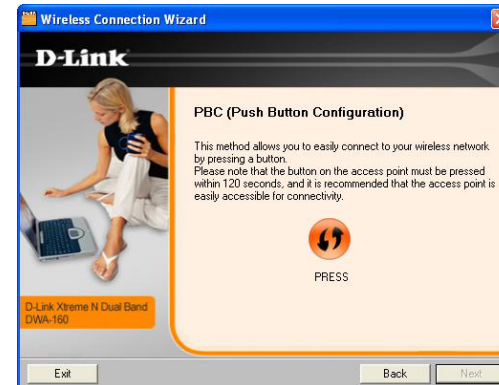 Wireless Connection Wizard
D-Link
PBC (Push Button Configuration)
This method allows you to easily connect to your wireless network
by pressing a button.
Please note that the button on the access point must be pressed
within 120 seconds, and it is recommended that the access point is
easily accessible for connectivity.
PRESS
D-Link Xtreme N Dual Band
DWA-160
Exit
Back
Next